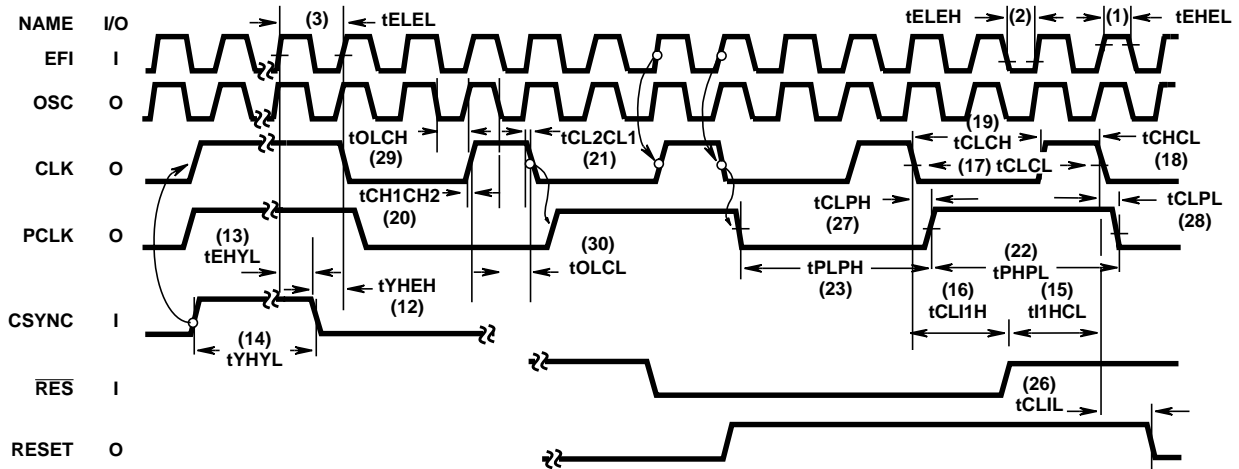 NAME I/O (3) tELEL tELEH (2) (1) tEHEL
EFI I
OSC O
tOLCH (29) tCL2CL1 (21) (19) tCLCH (17) tCLCL tCHCL (18)
CLK O
tCH1CH2 (20) tCLPH (27) tCLPL (28)
PCLK O
(13) tEHYL (30) tOLCL tPLPH (23) (22) tPHPL
tYHEH (12) (16) tCLI1H (15) tI1HCL
CSYNC I
(14) tYHYL
RES I
(26) tCLIL
RESET O